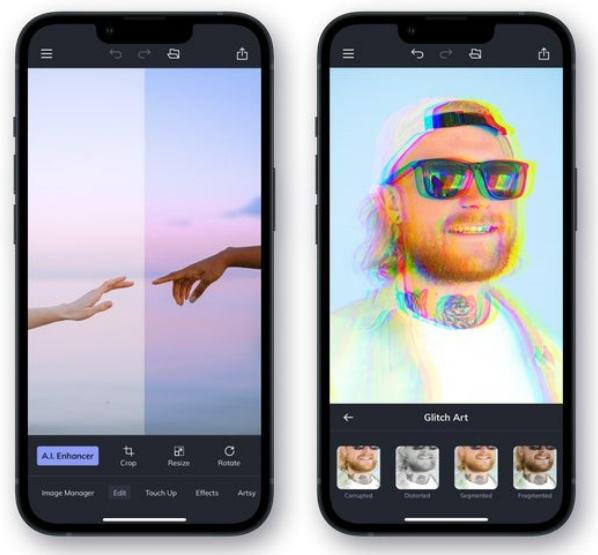 A.I. Enhancer
Crop
Resize
Rotate
Image Manager
Edit
Touch Up
Effects
Artsy
Glitch Art
Corrupted
Distorted
Segmented
Fragmented